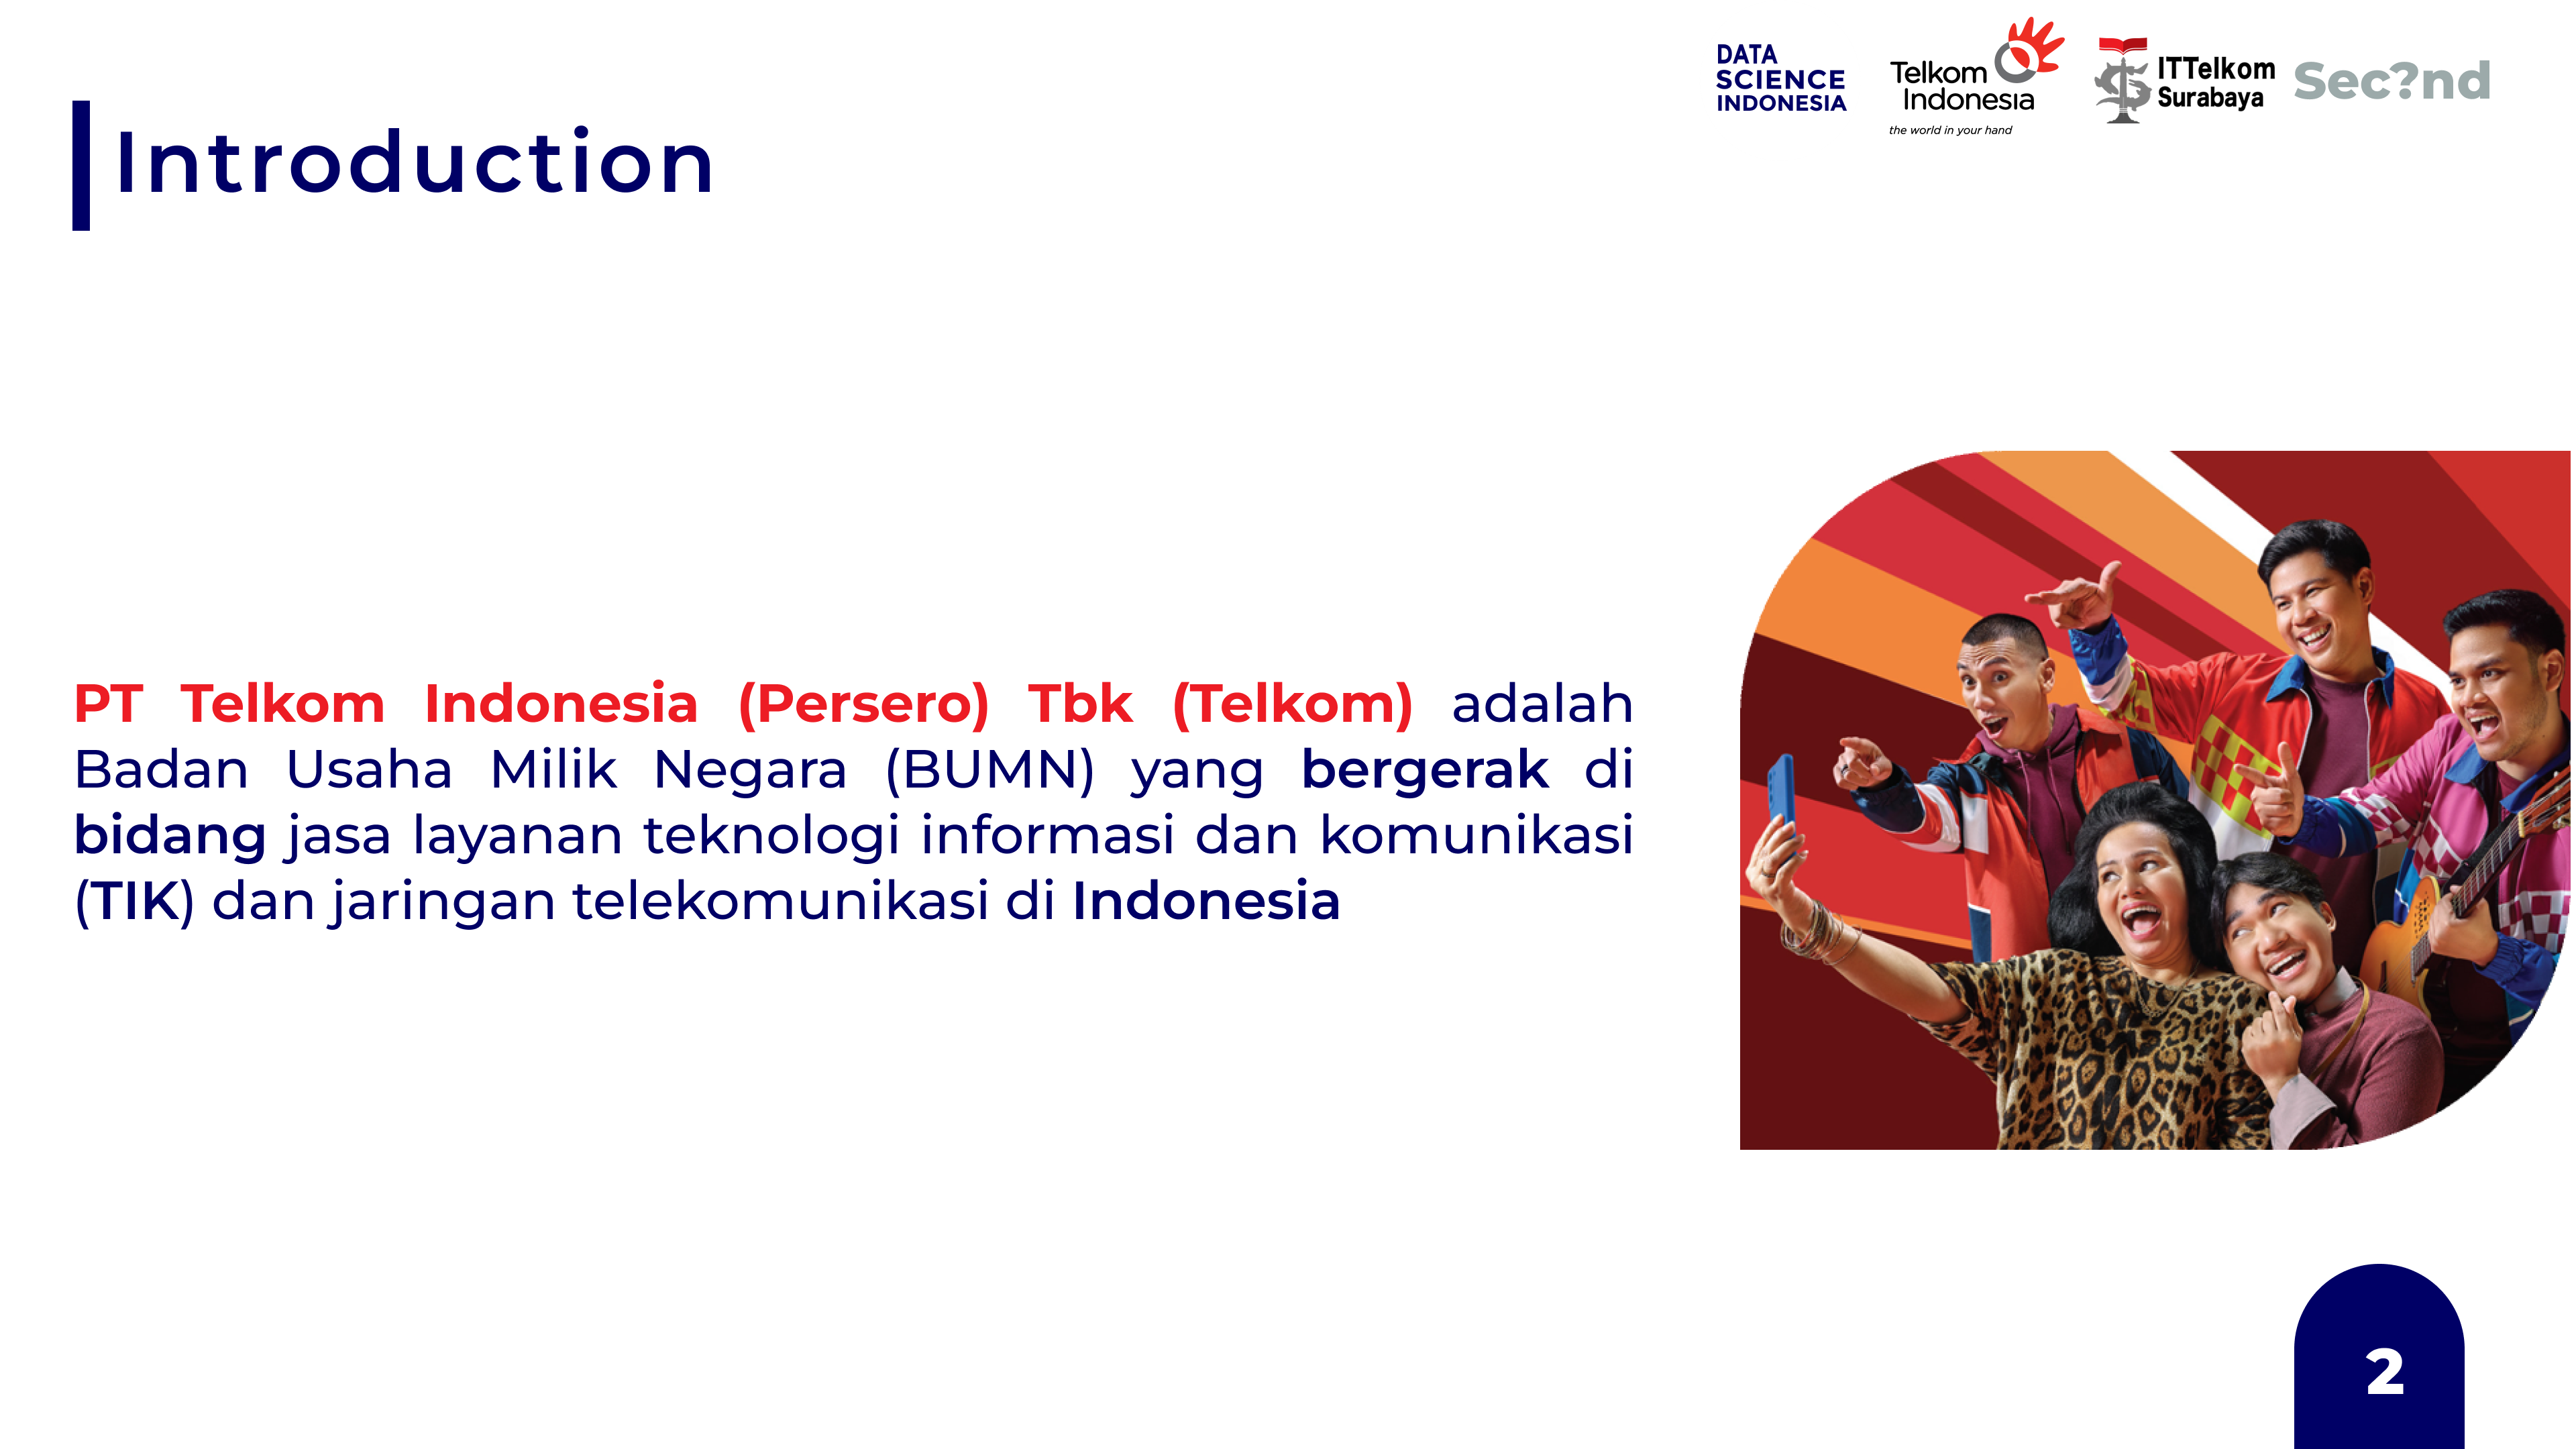 DATA
SCIENCE
INDONESIA
Telkom
Indonesia
the world in your hand
ITTelkom
Surabaya
Sec?nd
Introduction
PT Telkom Indonesia (Persero) Tbk (Telkom) adalah
Badan Usaha Milik Negara (BUMN) yang bergerak di
bidang jasa layanan teknologi informasi dan komunikasi
(TIK) dan jaringan telekomunikasi di Indonesia
2